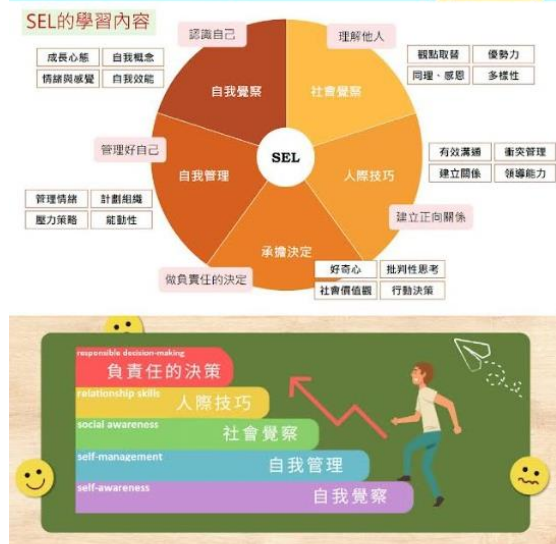 SEL的學習內容
認識自己
理解他人
成長心態
自我概念
情緒與感覺
自我效能
觀點取替
優勢力
同理、感恩
多樣性
自我覺察
社會覺察
管理好自己
SEL
自我管理
人際技巧
有效溝通
衝突管理
建立關係
領導能力
管理情緒
計劃組織
壓力策略
能動性
建立正向關係
承擔決定
做負責任的決定
好奇心
批判性思考
社會價值觀
行動決策
responsible decision-making
負責任的決策
relationship skills
人際技巧
social awareness
社會覺察
self-management
自我管理
self-awareness
自我覺察